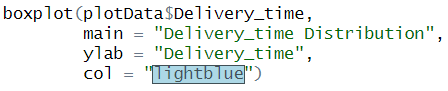 boxplot(plotData$Delivery_time,
        main = "Delivery_time Distribution",
        ylab = "Delivery_time",
        col = "lightblue")